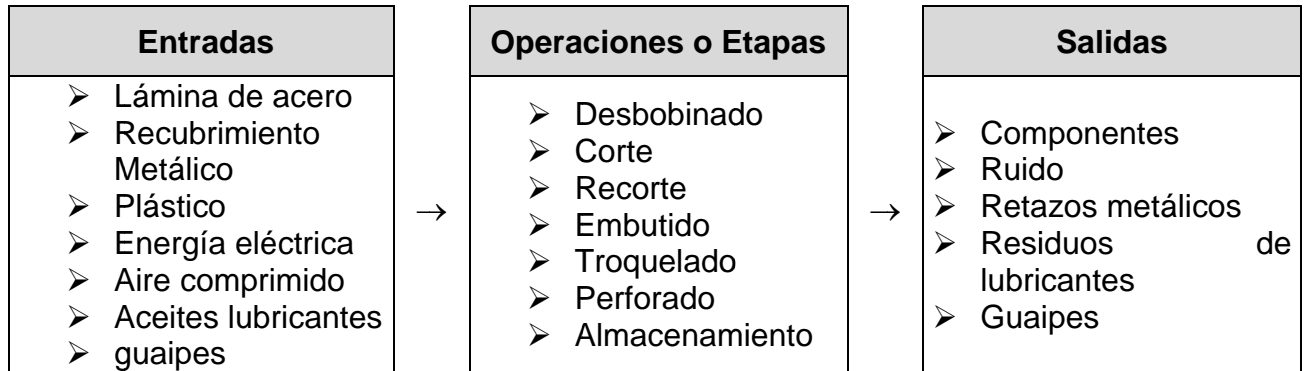 Entradas
➢ Lámina de acero
➢ Recubrimiento
Metálico
➢ Plástico
➢ Energía eléctrica
➢ Aire comprimido
➢ Aceites lubricantes
➢ guaipes
→
Operaciones o Etapas
➢ Desbobinado
➢ Corte
➢ Recorte
➢ Embutido
➢ Troquelado
➢ Perforado
➢ Almacenamiento
→
Salidas
➢ Componentes
➢ Ruido
➢ Retazos metálicos
➢ Residuos de
lubricantes
➢ Guaipes